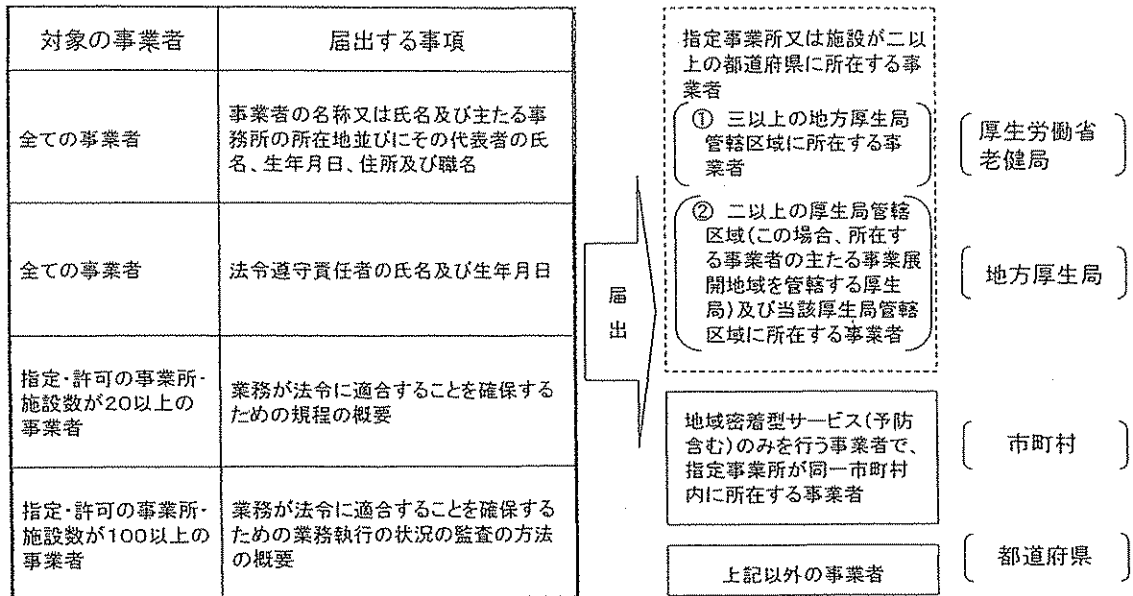 対象の事業者
届出する事項
全ての事業者
事業者の名称又は氏名及び主たる事
務所の所在地並びにその代表者の氏
名、生年月日、住所及び職名
全ての事業者
法令遵守責任者の氏名及び生年月日
指定・許可の事業所・
施設数が20以上の
事業者
業務が法令に適合することを確保する
ための規程の概要
指定・許可の事業所・
施設数が100以上の
事業者
業務が法令に適合することを確保する
ための業務執行の状況の監査の方法
の概要
届
出
指定事業所又は施設が二以
上の都道府県に所在する事
業者
① 三以上の地方厚生局
管轄区域に所在する事
業者
厚生労働省
老健局
② 二以上の厚生局管轄
区域(この場合、所在す
る事業者の主たる事業展
開地域を管轄する厚生
局)及び当該厚生局管轄
区域に所在する事業者
地方厚生局
地域密着型サービス(予防
含む)のみを行う事業者で、
指定事業所が同一市町村
内に所在する事業者
市町村
上記以外の事業者
都道府県